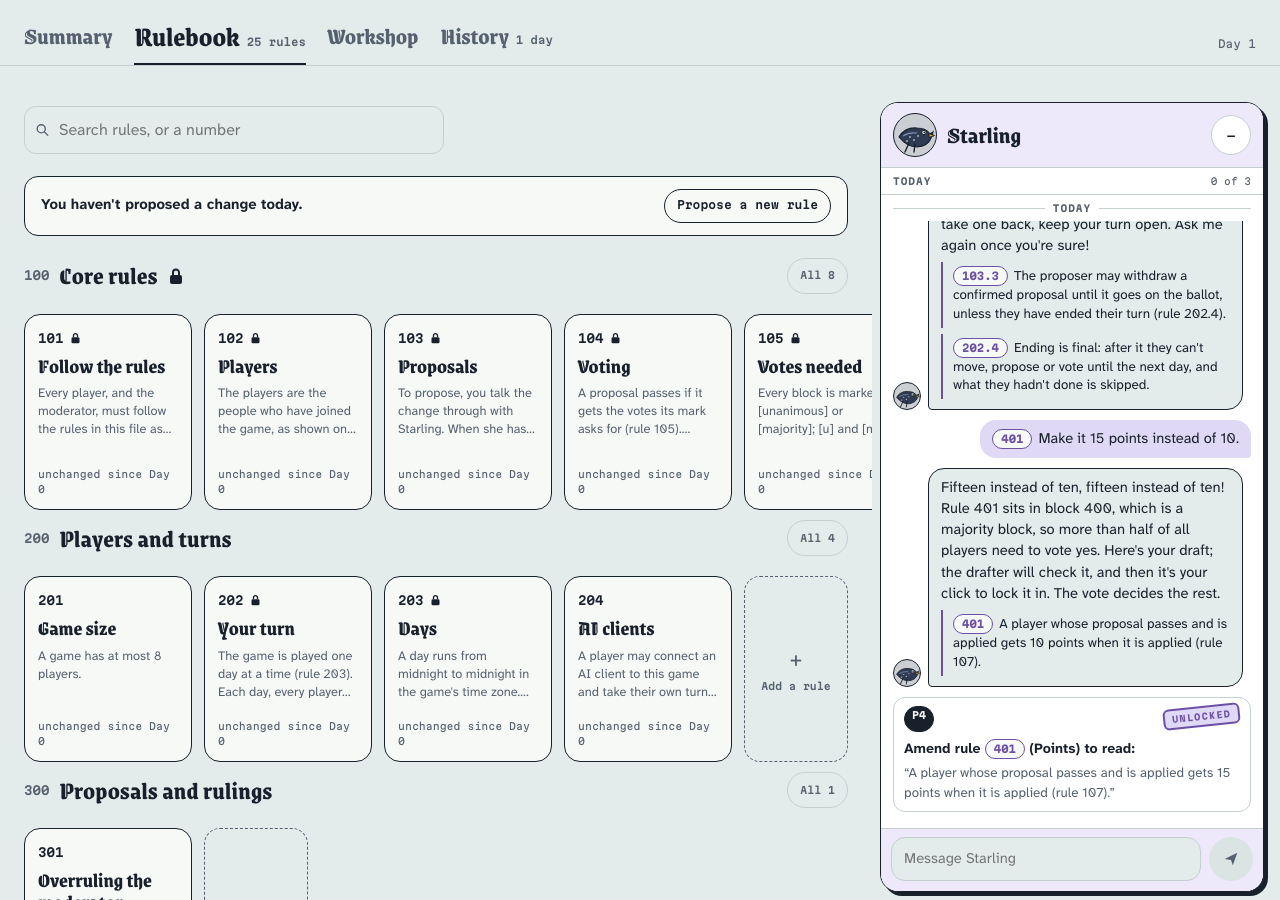 Summary
Rulebook 25 rules
Workshop
History 1 day
Day 1
Search rules, or a number
You haven't proposed a change today.
Propose a new rule
100 Core rules
All 8
101
Follow the rules
Every player, and the
moderator, must follow
the rules in this file as...
unchanged since Day
0
102
Players
The players are the
people who have joined
the game, as shown on...
unchanged since Day
0
103
Proposals
To propose, you talk the
change through with
Starling. When she has...
unchanged since Day
0
104
Voting
A proposal passes if it
gets the votes its mark
asks for (rule 105)....
unchanged since Day
0
105
Votes needed
Every block is marke
[unanimous] or
[majority]; [u] and [m
unchanged since Day
0
200 Players and turns
All 4
201
Game size
A game has at most 8
players.
unchanged since Day
0
202
Your turn
The game is played one
day at a time (rule 203).
Each day, every player...
unchanged since Day
0
203
Days
A day runs from
midnight to midnight in
the game's time zone....
unchanged since Day
0
204
AI clients
A player may connect an
AI client to this game
and take their own turn...
unchanged since Day
0
+
Add a rule
300 Proposals and rulings
All 1
301
Overruling the
Starling
–
TODAY
0 of 3
TODAY
take one back, keep your turn open. Ask me
again once you're sure!
103.3 The proposer may withdraw a
confirmed proposal until it goes on the ballot,
unless they have ended their turn (rule 202.4).
202.4 Ending is final: after it they can't
move, propose or vote until the next day, and
what they hadn't done is skipped.
401 Make it 15 points instead of 10.
Fifteen instead of ten, fifteen instead of ten!
Rule 401 sits in block 400, which is a
majority block, so more than half of all
players need to vote yes. Here's your draft;
the drafter will check it, and then it's your
click to lock it in. The vote decides the rest.
401 A player whose proposal passes and is
applied gets 10 points when it is applied (rule
107).
P4
UNLOCKED
Amend rule 401 (Points) to read:
“A player whose proposal passes and is applied gets 15
points when it is applied (rule 107).”
Message Starling